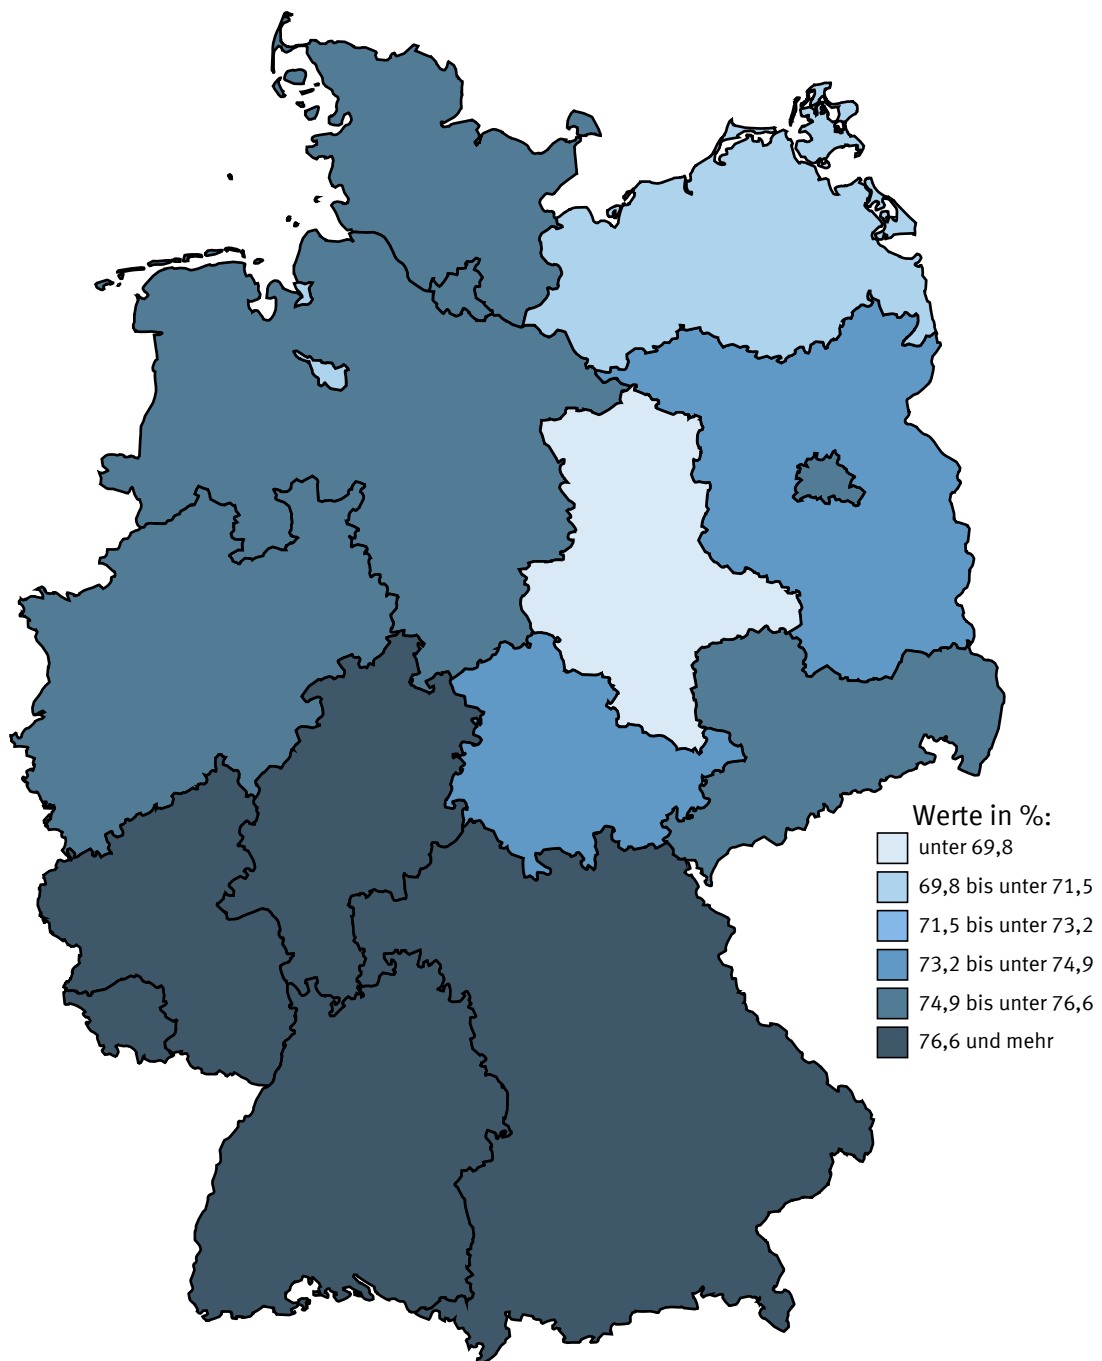 Werte in %:
unter 69,8
69,8 bis unter 71,5
71,5 bis unter 73,2
73,2 bis unter 74,9
74,9 bis unter 76,6
76,6 und mehr